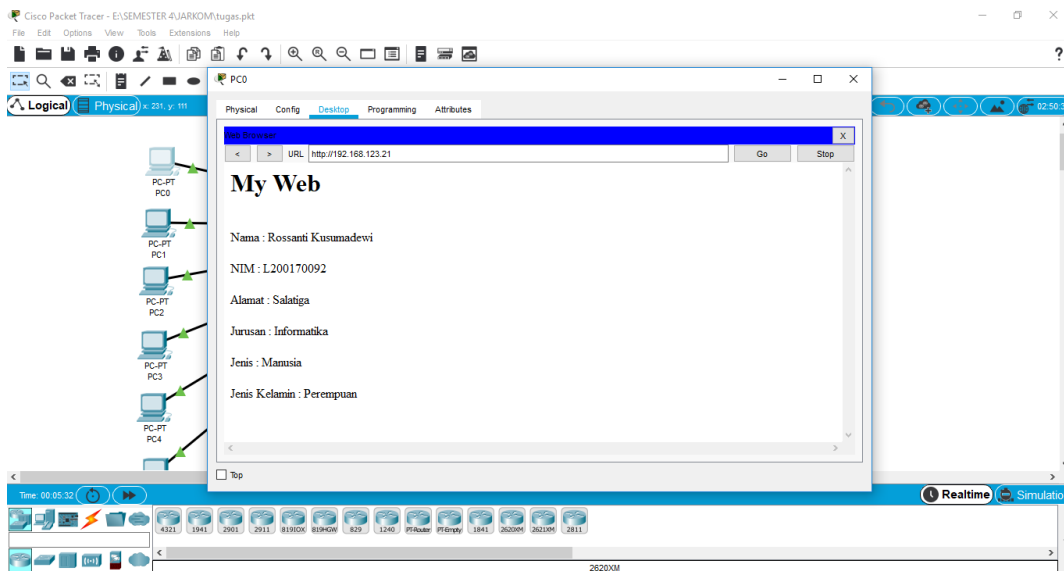 Cisco Packet Tracer - E:\SEMESTER 4\JARKOM\tugas.pkt
File Edit Options View Tools Extensions Help
?
PC0
Logical Physical x: 231, y: 111
02:50:3
Physical Config Desktop Programming Attributes
Web Browser X
< > URL http://192.168.123.21 Go Stop
My Web
Nama : Rossanti Kusumadewi
NIM : L200170092
Alamat : Salatiga
Jurusan : Informatika
Jenis : Manusia
Jenis Kelamin : Perempuan
PC-PT
PC0
PC-PT
PC1
PC-PT
PC2
PC-PT
PC3
PC-PT
PC4
Top
Time: 00:05:32 Realtime Simulatio
4321 1941 2901 2911 819IOX 819HGW 829 1240 PT-Router PT-Empty 1841 2620XM 2621XM 2811
2620XM